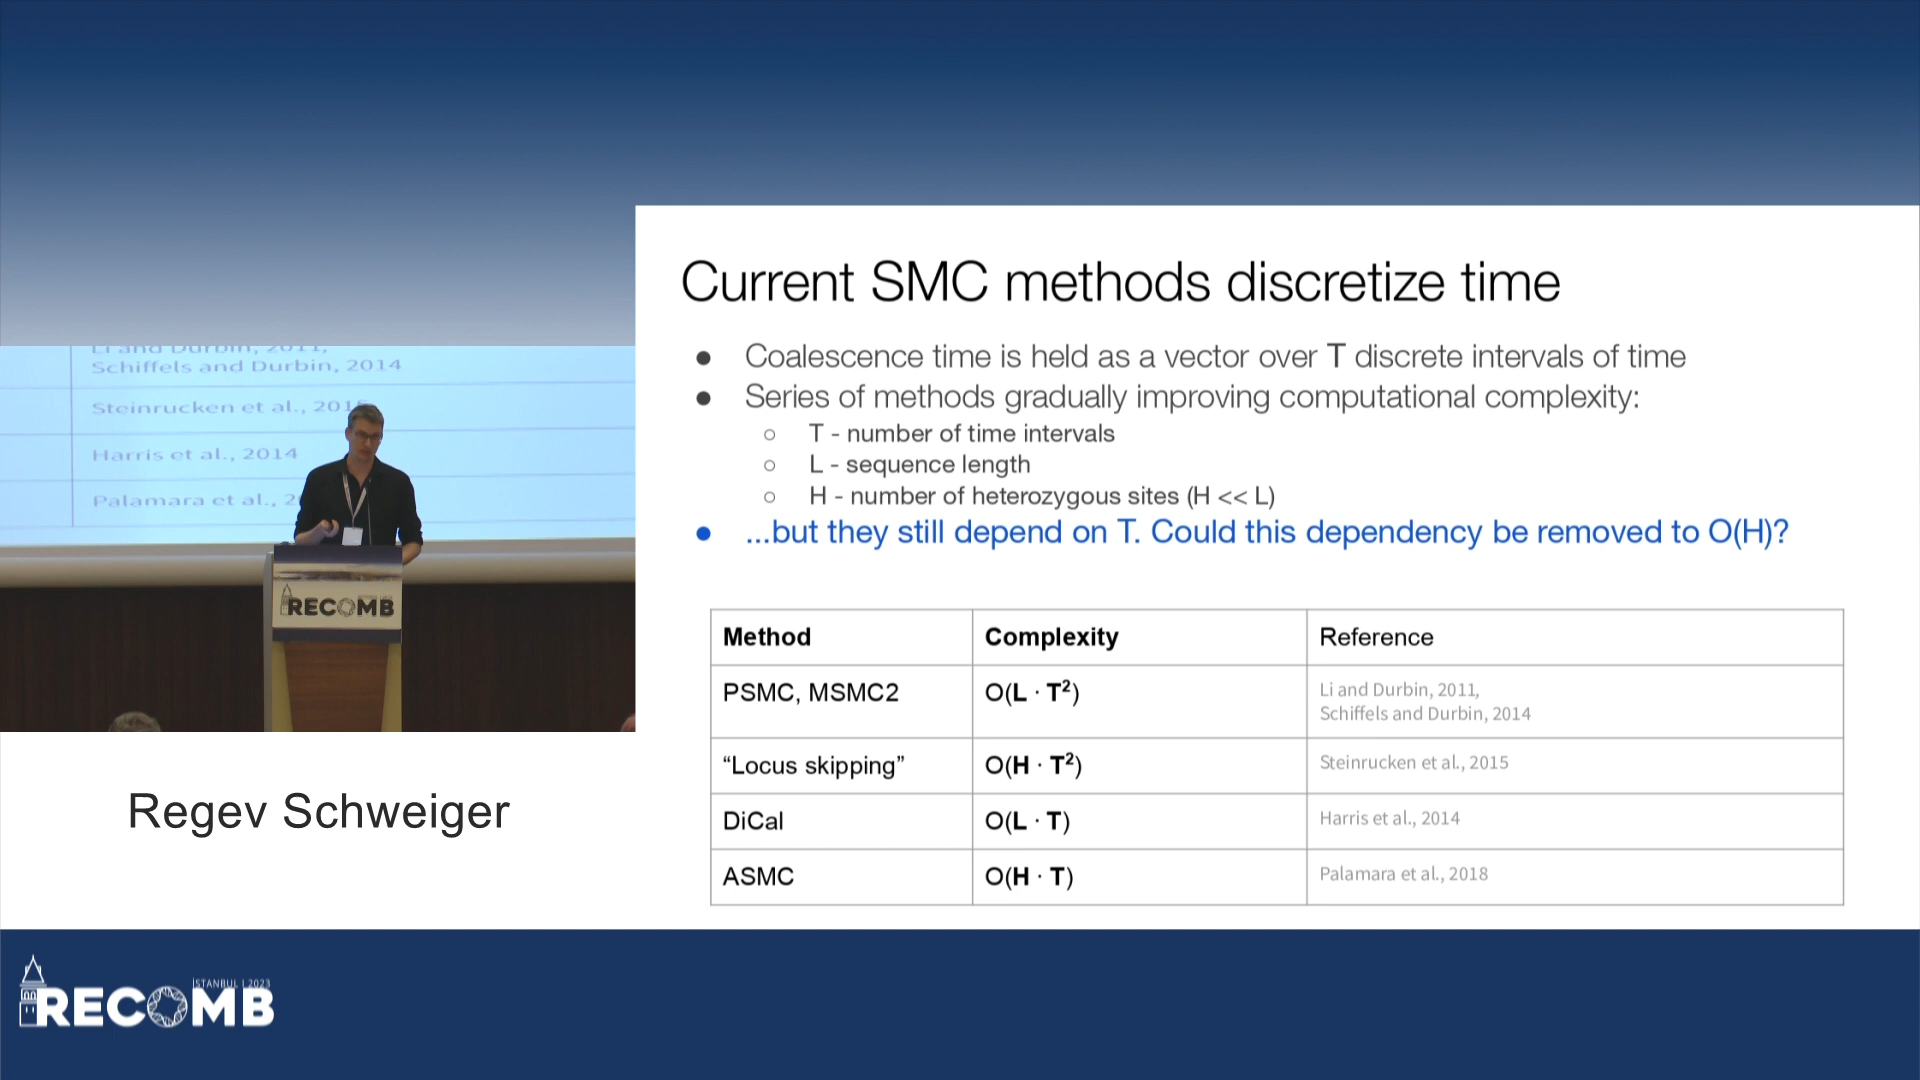 Current SMC methods discretize time
● Coalescence time is held as a vector over T discrete intervals of time
● Series of methods gradually improving computational complexity:
○ T - number of time intervals
○ L - sequence length
○ H - number of heterozygous sites (H << L)
● ...but they still depend on T. Could this dependency be removed to O(H)?
Method Complexity Reference
PSMC, MSMC2 O(L · T²) Li and Durbin, 2011,
Schiffels and Durbin, 2014
“Locus skipping” O(H · T²) Steinrucken et al., 2015
DiCal O(L · T) Harris et al., 2014
ASMC O(H · T) Palamara et al., 2018
Li and Durbin, 2011,
Schiffels and Durbin, 2014
Steinrucken et al., 201
Harris et al., 2014
Palamara et al., 2
RECOMB
Regev Schweiger
İSTANBUL | 2023
RECOMB